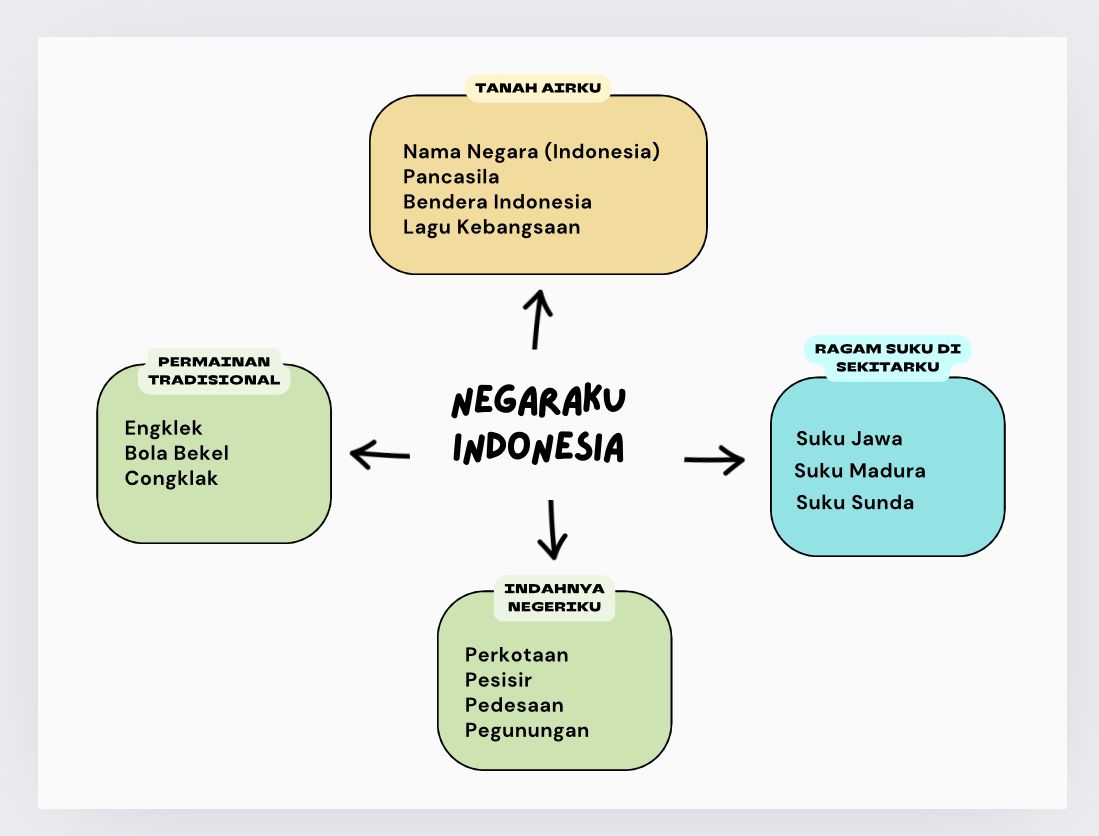 TANAH AIRKU
Nama Negara (Indonesia)
Pancasila
Bendera Indonesia
Lagu Kebangsaan
PERMAINAN
TRADISIONAL
Engklek
Bola Bekel
Congklak
NEGARAKU
INDONESIA
RAGAM SUKU DI
SEKITARKU
Suku Jawa
Suku Madura
Suku Sunda
INDAHNYA
NEGERIKU
Perkotaan
Pesisir
Pedesaan
Pegunungan